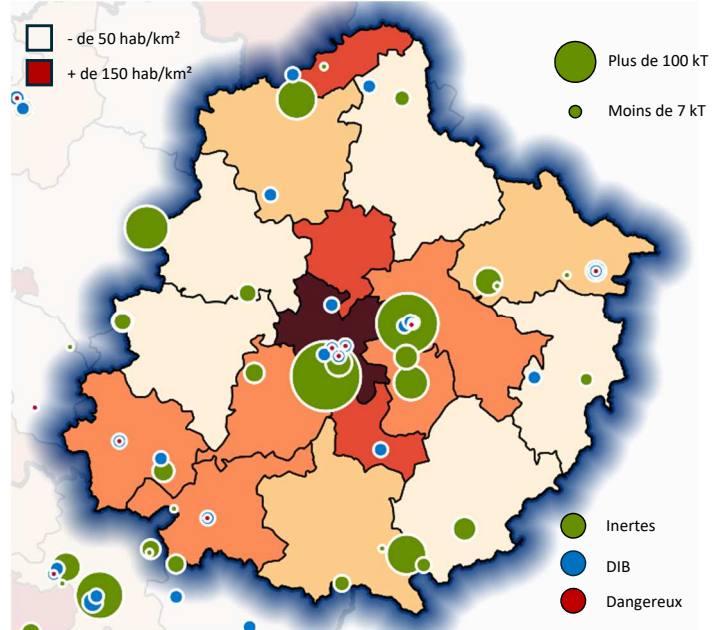 - de 50 hab/km²
+ de 150 hab/km²
Plus de 100 kT
Moins de 7 kT
Inertes
DIB
Dangereux